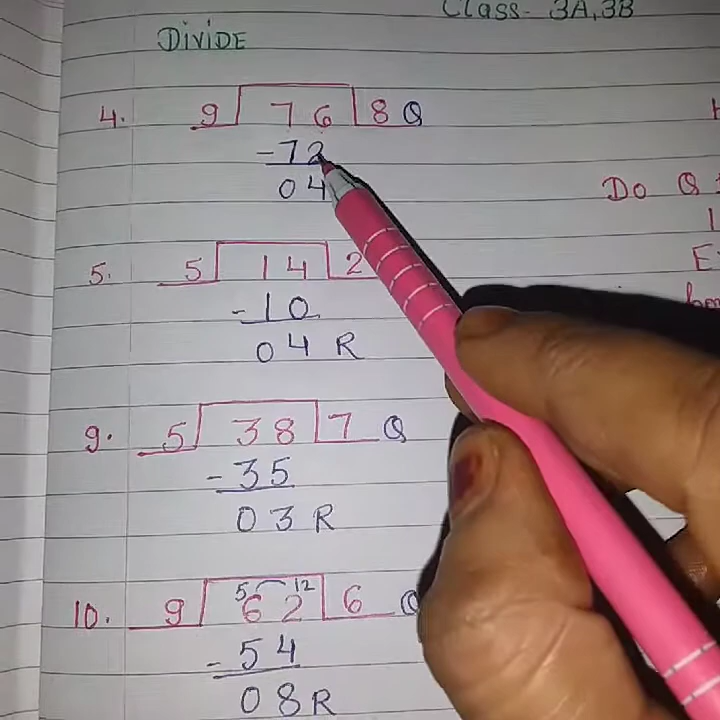 Class- 3A,3B
DIVIDE
4. 9 76 8 Q
-72
04
Do Q
5. 5 14 2
-10
04 R
9. 5 38 7 Q
-35
03 R
5 12
10. 9 62 6 Q
-54
08 R